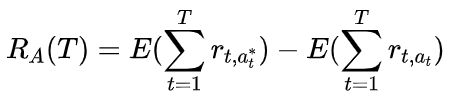 $R_A(T) = E(\sum_{t=1}^{T} r_{t,a_t^*}) - E(\sum_{t=1}^{T} r_{t,a_t})$